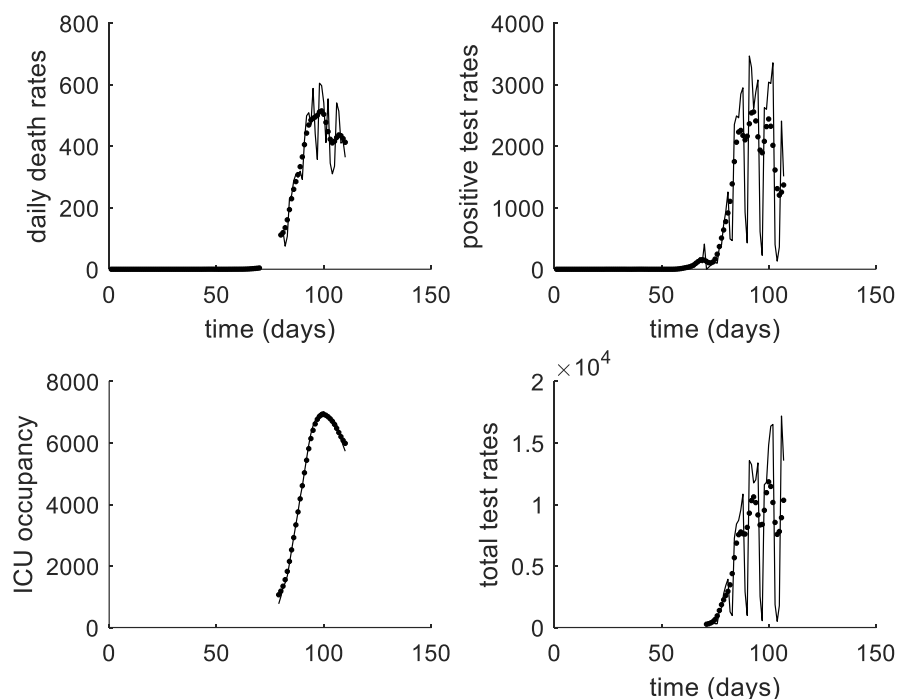 800
600
400
200
0
0 50 100 150
daily death rates
time (days)
4000
3000
2000
1000
0
0 50 100 150
positive test rates
time (days)
8000
6000
4000
2000
0
0 50 100 150
ICU occupancy
×10⁴
2
1.5
1
0.5
0
0 50 100 150
total test rates
time (days)